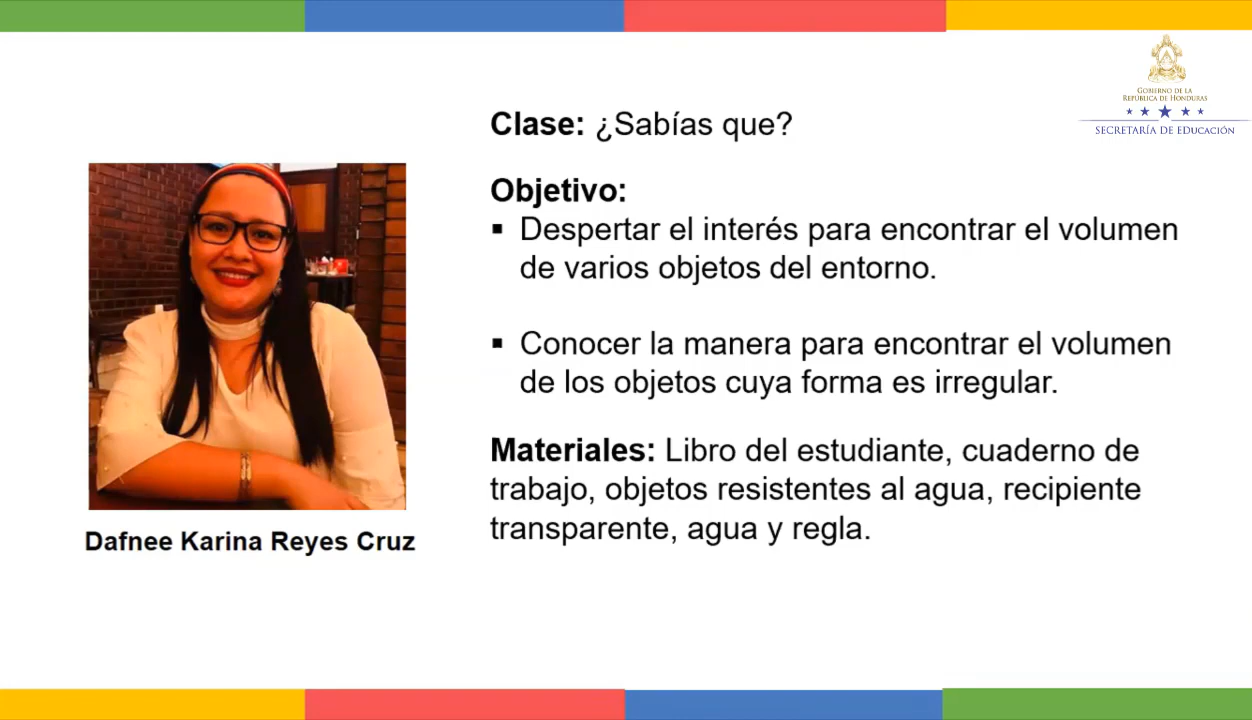 GOBIERNO DE LA
REPÚBLICA DE HONDURAS
SECRETARÍA DE EDUCACIÓN
Clase: ¿Sabías que?
Objetivo:
▪ Despertar el interés para encontrar el volumen
de varios objetos del entorno.
▪ Conocer la manera para encontrar el volumen
de los objetos cuya forma es irregular.
Materiales: Libro del estudiante, cuaderno de
trabajo, objetos resistentes al agua, recipiente
transparente, agua y regla.
Dafnee Karina Reyes Cruz